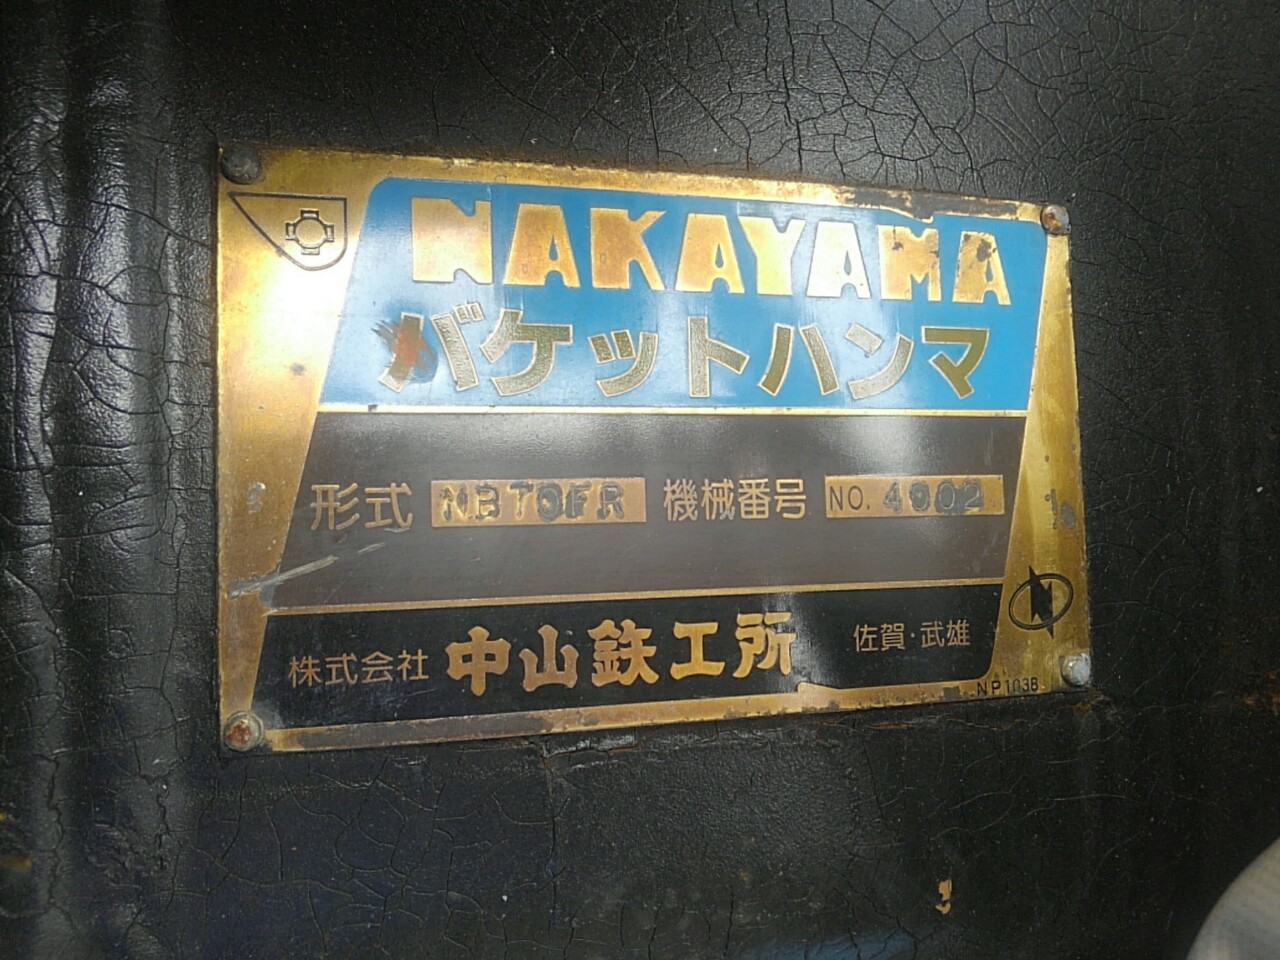 NAKAYAMA
バケットハンマ
形式 NB70FR 機械番号 NO. 4902
株式会社 中山鉄工所 佐賀・武雄
NP1038